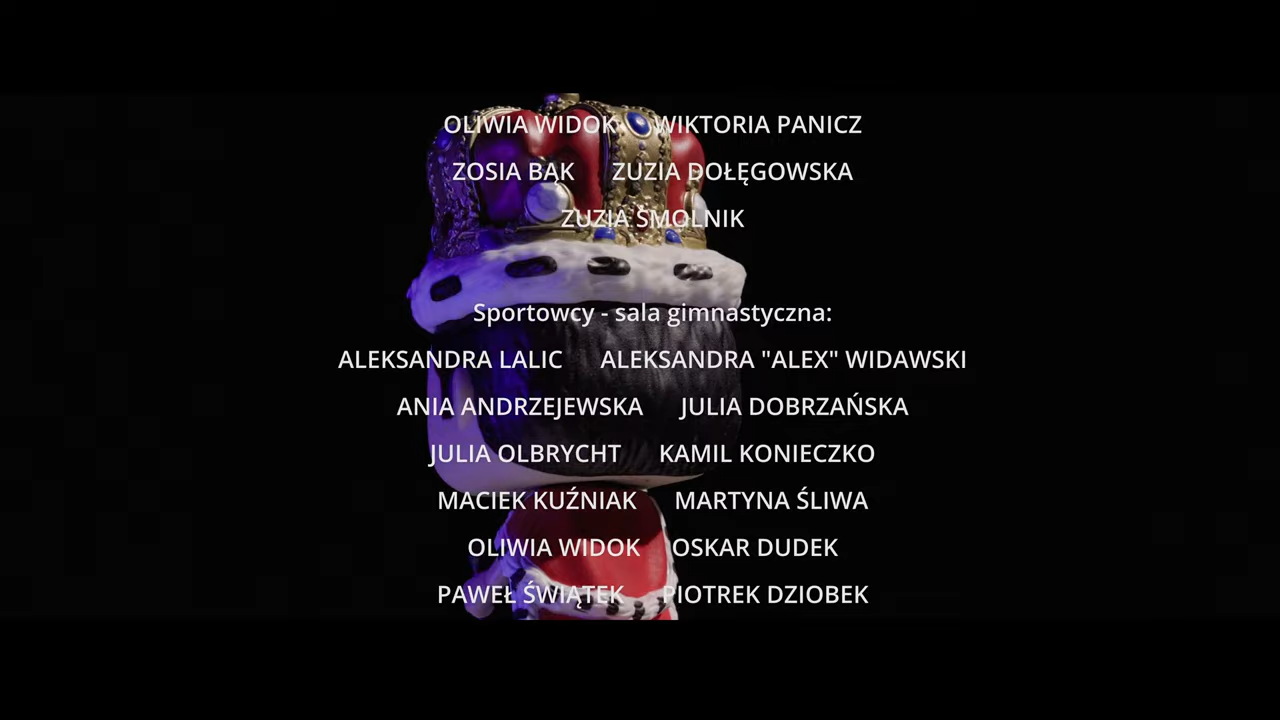 OLIWIA WIDOK WIKTORIA PANICZ
ZOSIA BĄK ZUZIA DOŁĘGOWSKA
ZUZIA SMOLNIK
Sportowcy - sala gimnastyczna:
ALEKSANDRA LALIC ALEKSANDRA "ALEX" WIDAWSKI
ANIA ANDRZEJEWSKA JULIA DOBRZAŃSKA
JULIA OLBRYCHT KAMIL KONIECZKO
MACIEK KUŹNIAK MARTYNA ŚLIWA
OLIWIA WIDOK OSKAR DUDEK
PAWEŁ ŚWIĄTEK PIOTREK DZIOBEK